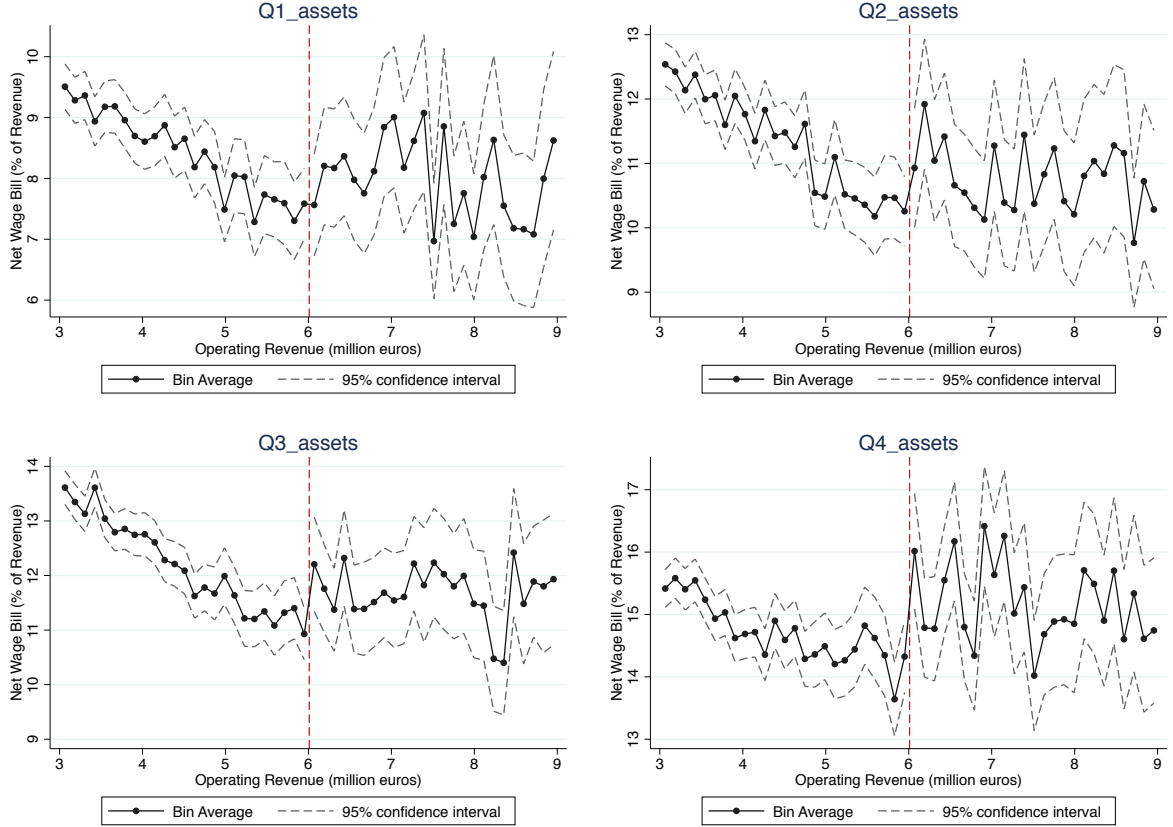 Q1_assets
Net Wage Bill (% of Revenue)
10
9
8
7
6
3 4 5 6 7 8 9
Operating Revenue (million euros)
Bin Average 95% confidence interval
Q2_assets
Net Wage Bill (% of Revenue)
13
12
11
10
9
3 4 5 6 7 8 9
Operating Revenue (million euros)
Bin Average 95% confidence interval
Q3_assets
Net Wage Bill (% of Revenue)
14
13
12
11
10
9
3 4 5 6 7 8 9
Operating Revenue (million euros)
Bin Average 95% confidence interval
Q4_assets
Net Wage Bill (% of Revenue)
17
16
15
14
13
3 4 5 6 7 8 9
Operating Revenue (million euros)
Bin Average 95% confidence interval